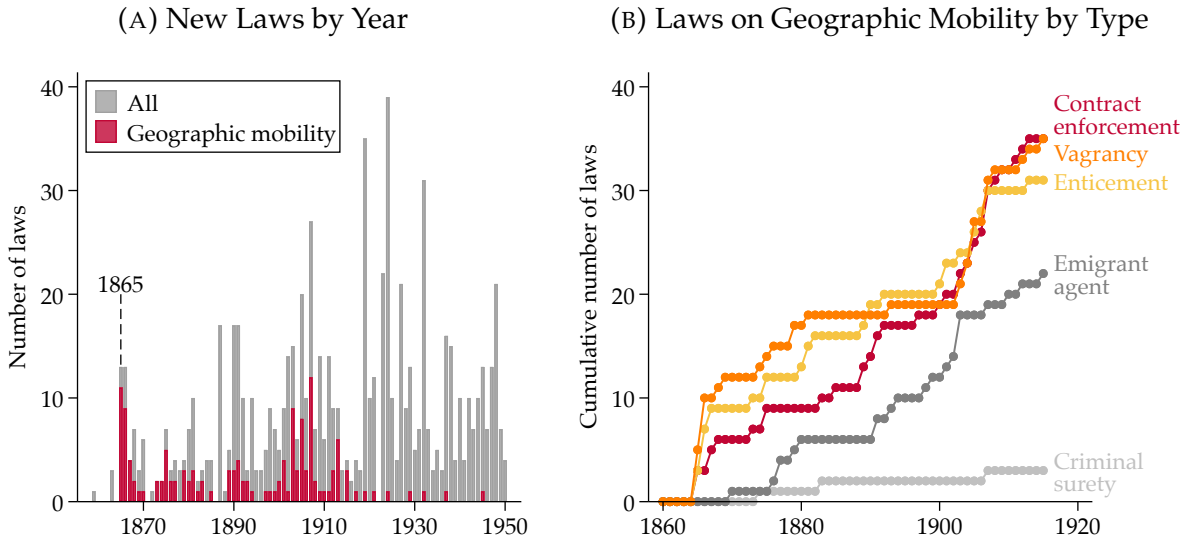 (A) New Laws by Year
Number of laws
40
30
20
10
0
All
Geographic mobility
1865
1870
1890
1910
1930
1950
(B) Laws on Geographic Mobility by Type
Cumulative number of laws
40
30
20
10
0
Contract
enforcement
Vagrancy
Enticement
Emigrant
agent
Criminal
surety
1860
1880
1900
1920